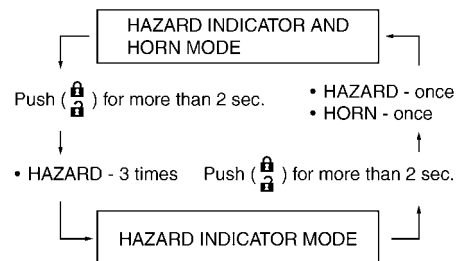 HAZARD INDICATOR AND
HORN MODE
Push ( ) for more than 2 sec.
• HAZARD - once
• HORN - once
• HAZARD - 3 times
Push ( ) for more than 2 sec.
HAZARD INDICATOR MODE